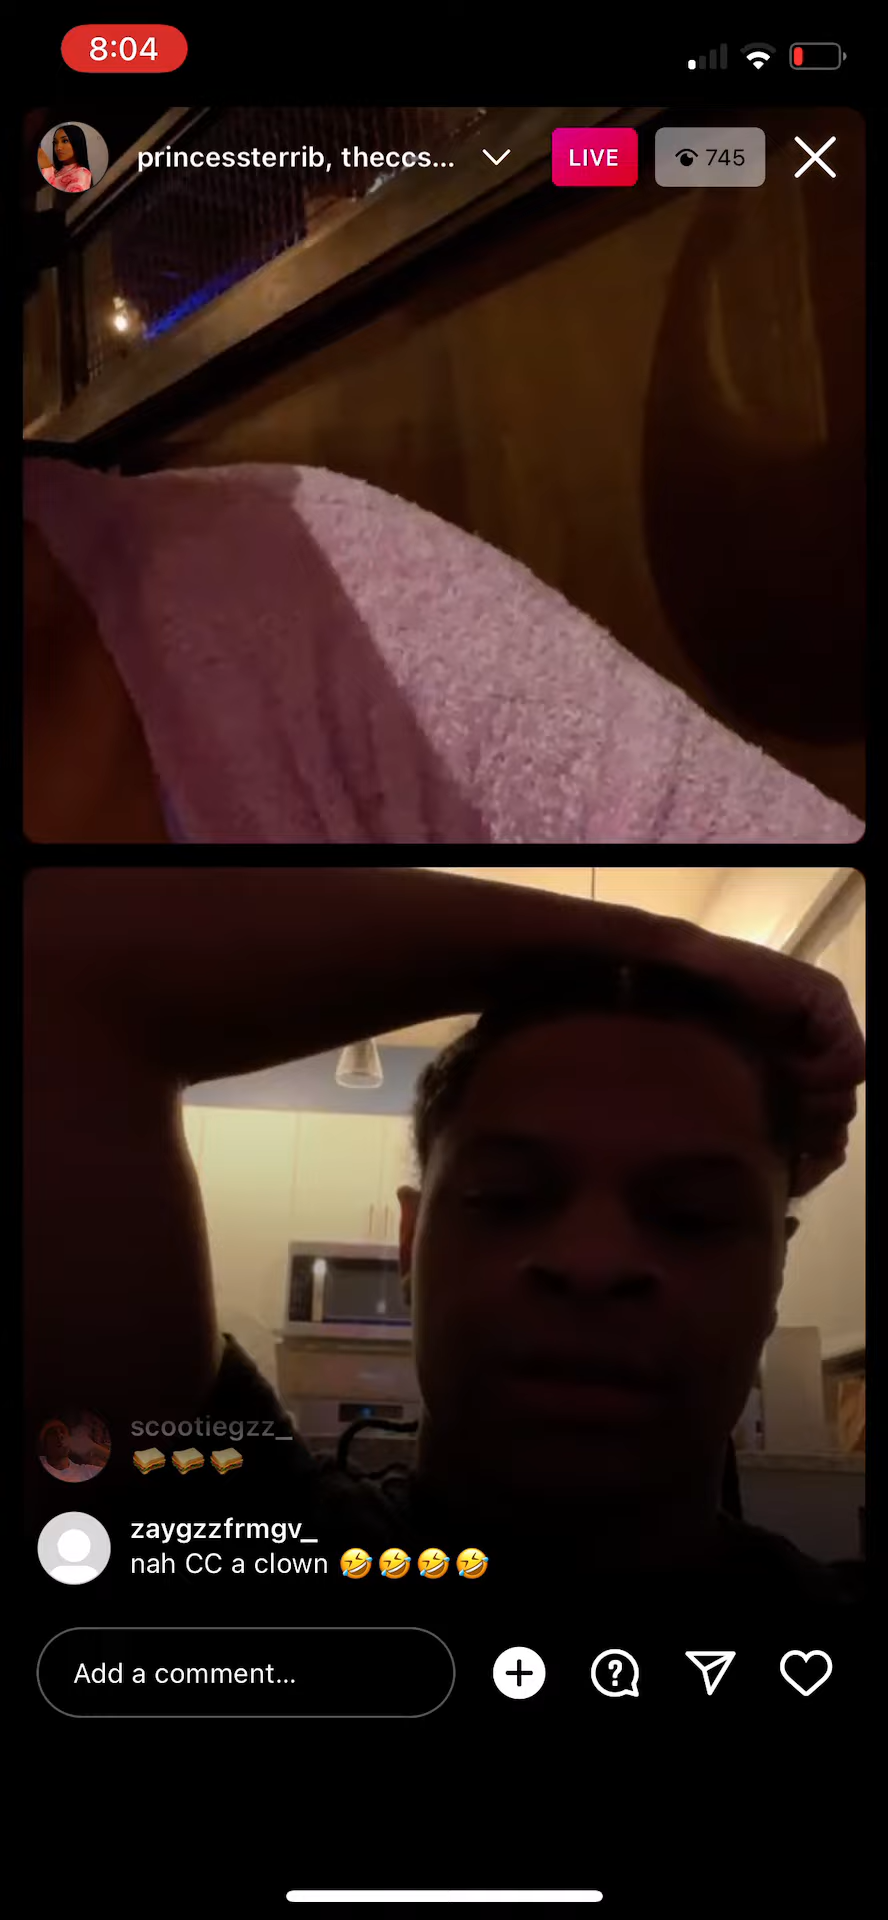 8:04
princessterrib, theccs...
LIVE
745
scootiegzz_
🥪🥪🥪
zaygzzfrmgv_
nah CC a clown 🤣🤣🤣🤣
Add a comment...